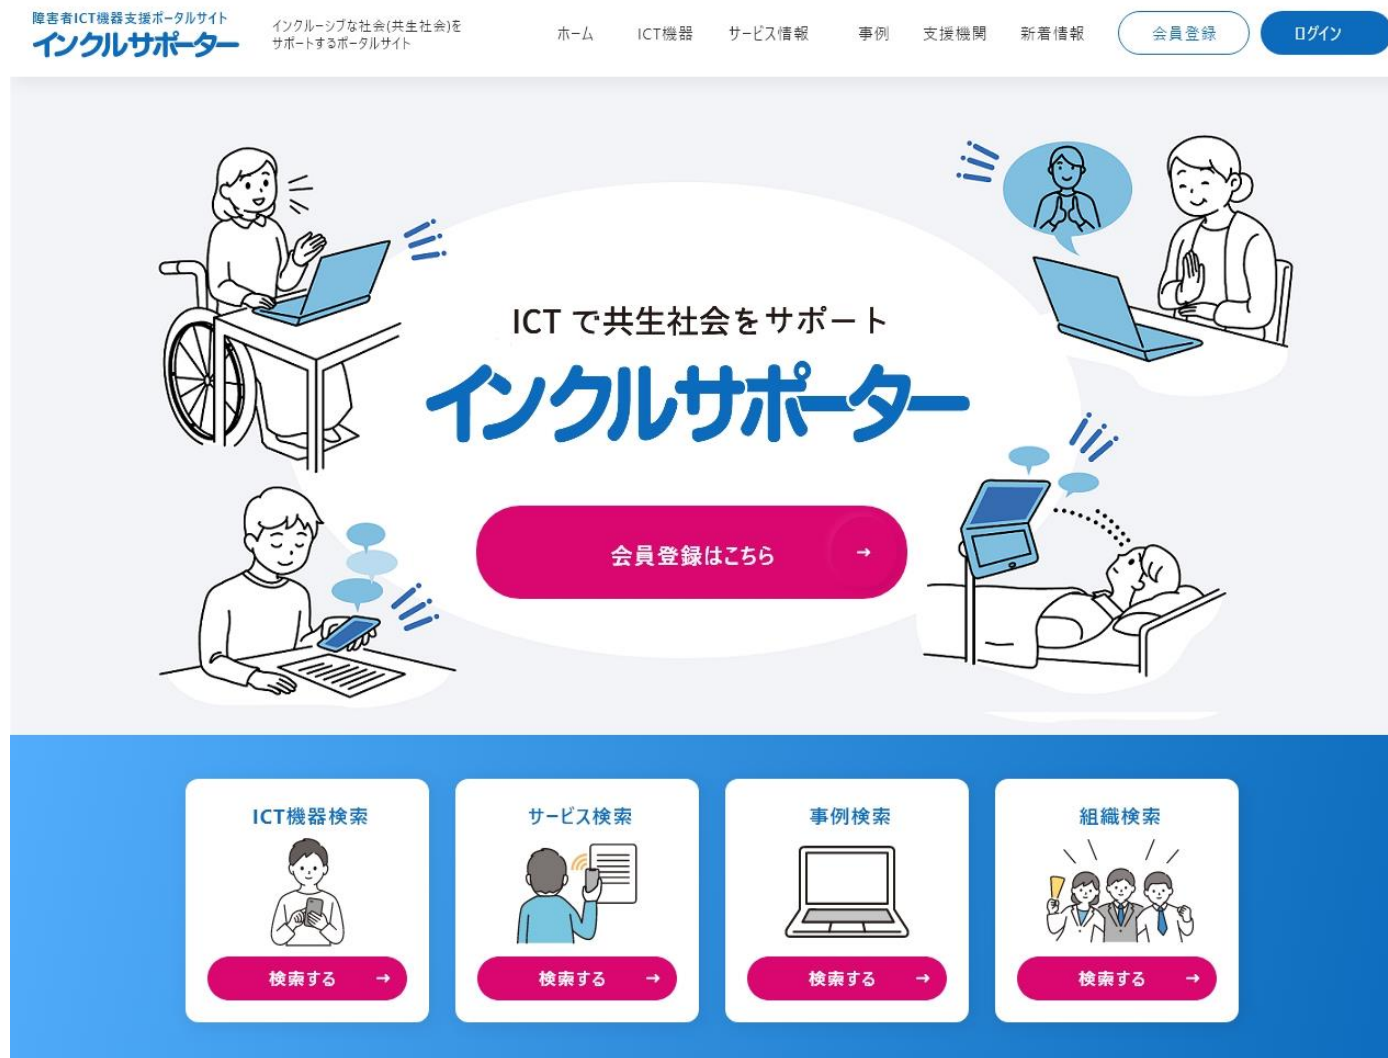 障害者ICT機器支援ポータルサイト
インクルサポーター
インクルーシブな社会(共生社会)を
サポートするポータルサイト
ホーム ICT機器 サービス情報 事例 支援機関 新着情報 会員登録 ログイン
ICT で共生社会をサポート
インクルサポーター
会員登録はこちら →
ICT機器検索 サービス検索 事例検索 組織検索
検索する → 検索する → 検索する → 検索する →